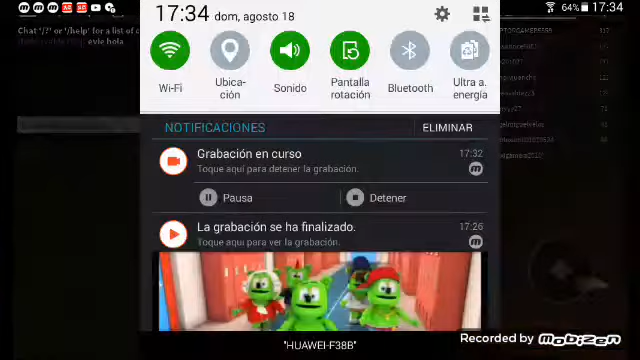 17:34 dom, agosto 18
64% 17:34
Chat '/?' or '/help' for a list of c
evie hola
Wi-Fi
Ubica-
ción
Sonido
Pantalla
rotación
Bluetooth
Ultra a.
energía
NOTIFICACIONES
ELIMINAR
Grabación en curso
17:32
Toque aquí para detener la grabación.
Pausa
Detener
La grabación se ha finalizado.
17:26
Toque aquí para ver la grabación.
"HUAWEI-F38B"
Recorded by Mobizen